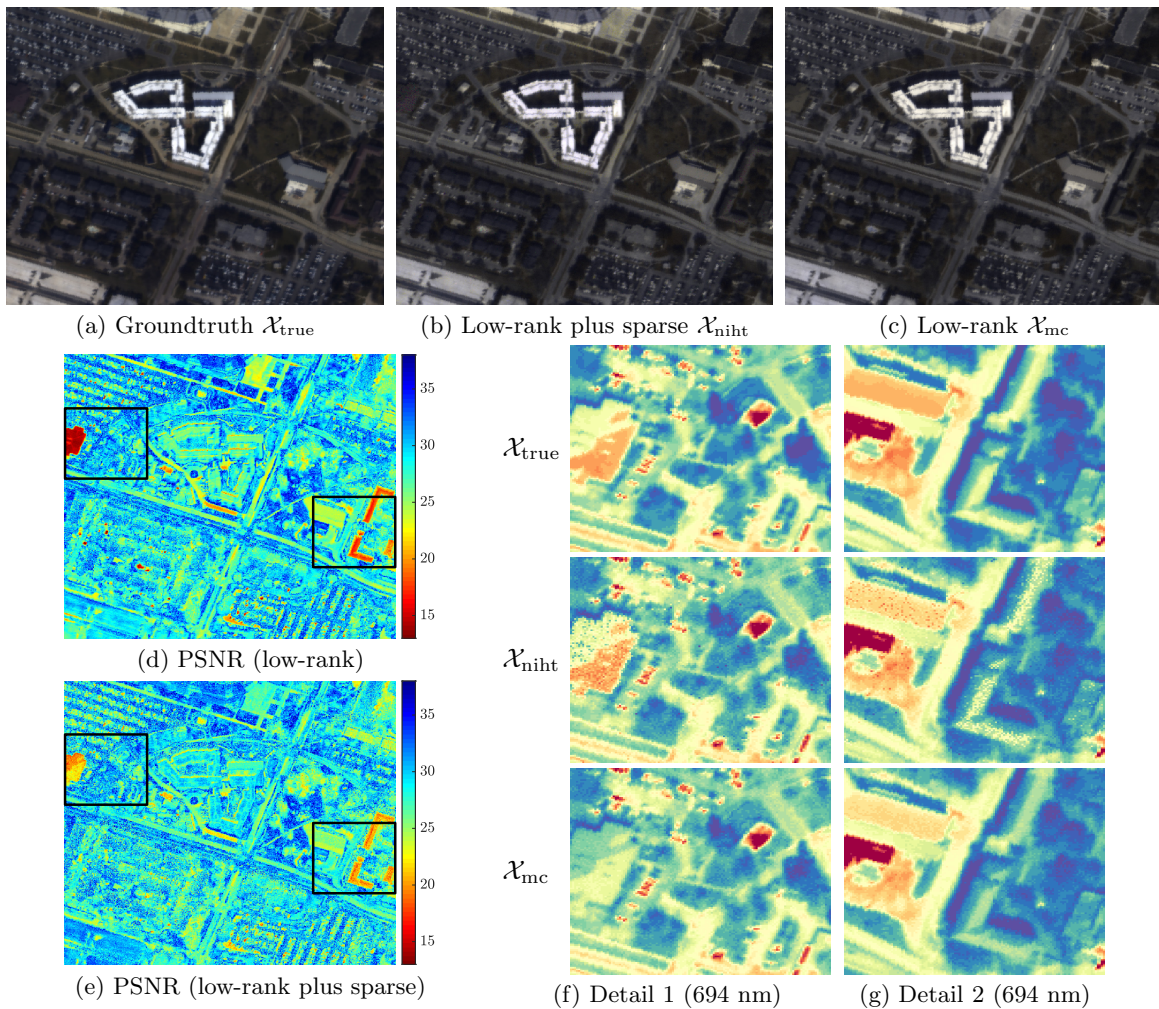 (a) Groundtruth 𝒳true
(b) Low-rank plus sparse 𝒳niht
(c) Low-rank 𝒳mc
35
30
25
20
15
(d) PSNR (low-rank)
35
30
25
20
15
(e) PSNR (low-rank plus sparse)
𝒳true
𝒳niht
𝒳mc
(f) Detail 1 (694 nm)
(g) Detail 2 (694 nm)